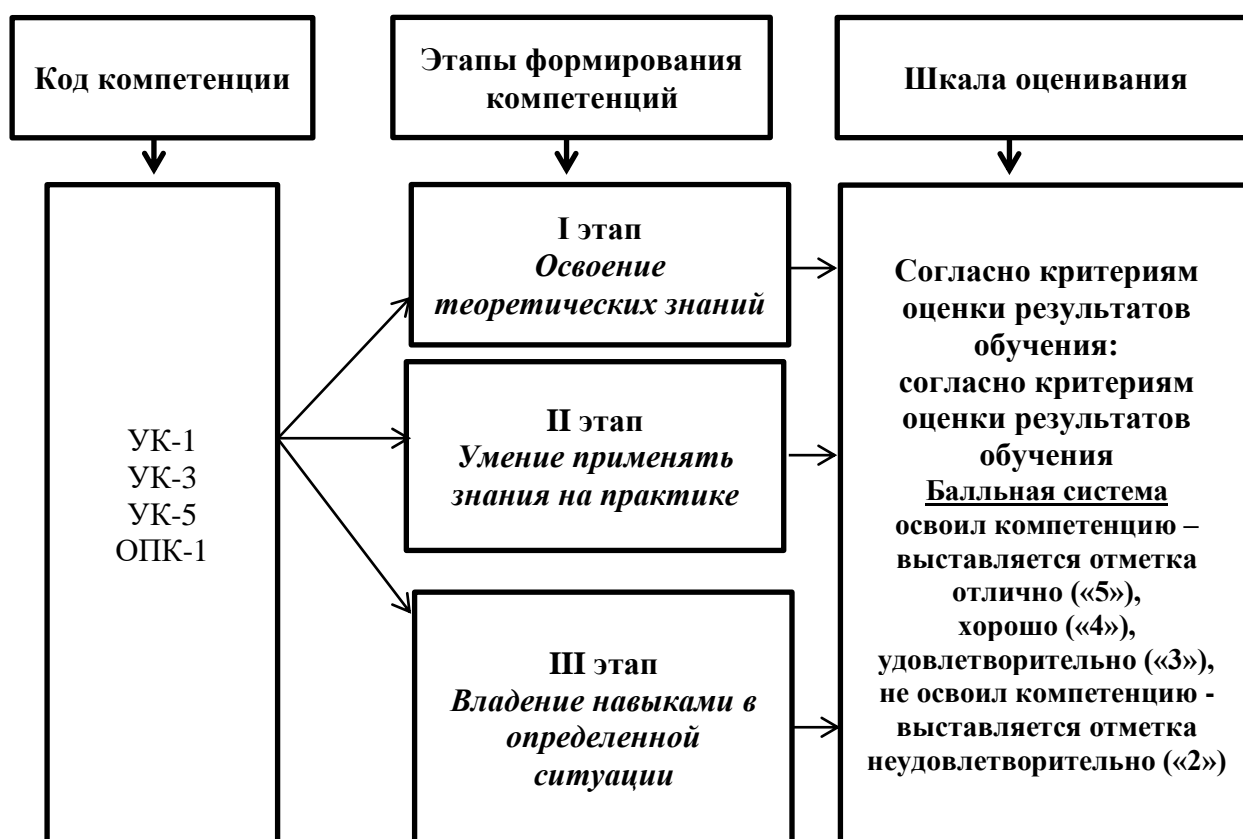 Код компетенции
Этапы формирования
компетенций
Шкала оценивания
УК-1
УК-3
УК-5
ОПК-1
I этап
Освоение
теоретических знаний
II этап
Умение применять
знания на практике
III этап
Владение навыками в
определенной
ситуации
Согласно критериям
оценки результатов
обучения:
согласно критериям
оценки результатов
обучения
Балльная система
освоил компетенцию –
выставляется отметка
отлично («5»),
хорошо («4»),
удовлетворительно («3»),
не освоил компетенцию -
выставляется отметка
неудовлетворительно («2»)